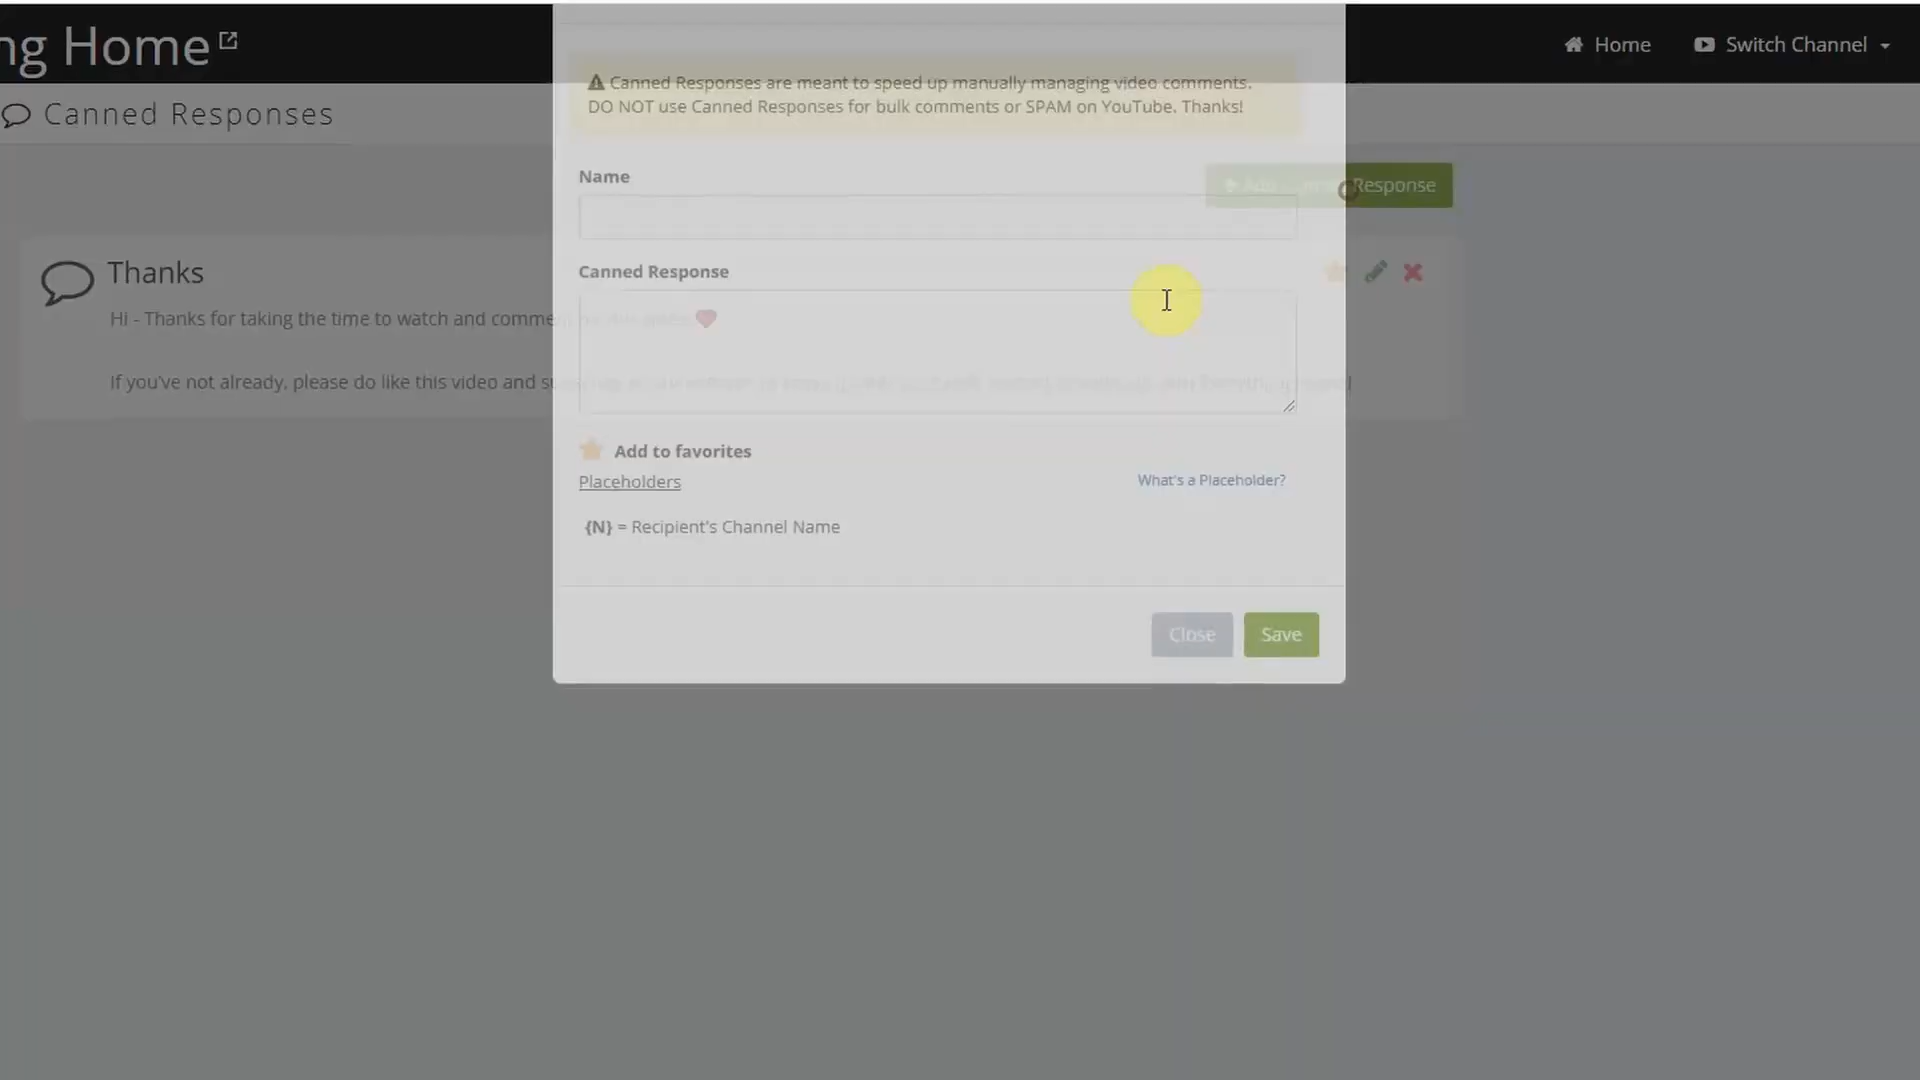 ng Home
Home
Switch Channel
Canned Responses
Canned Responses are meant to speed up manually managing video comments.
DO NOT use Canned Responses for bulk comments or SPAM on YouTube. Thanks!
Name
Add Response
Canned Response
Thanks
Hi - Thanks for taking the time to watch and comme
If you've not already, please do like this video and
Add to favorites
Placeholders
What's a Placeholder?
{N} = Recipient's Channel Name
Close
Save